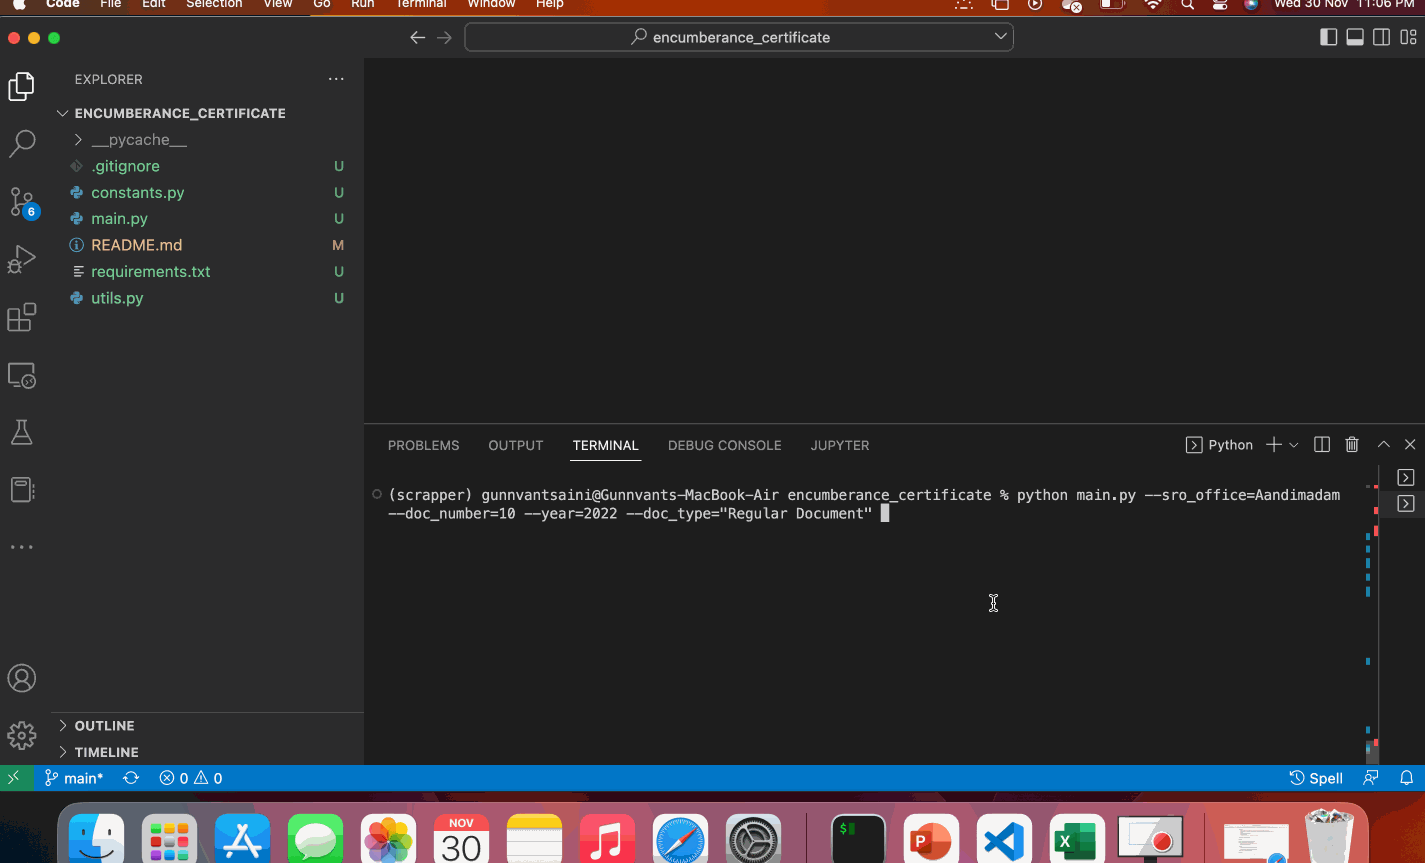 Code File Edit Selection View Go Run Terminal Window Help Wed 30 Nov 11:06 PM
encumberance_certificate
EXPLORER
ENCUMBERANCE_CERTIFICATE
__pycache__
.gitignore U
constants.py U
main.py U
README.md M
requirements.txt U
utils.py U
6
PROBLEMS OUTPUT TERMINAL DEBUG CONSOLE JUPYTER Python
(scrapper) gunnvantsaini@Gunnvants-MacBook-Air encumberance_certificate % python main.py --sro_office=Aandimadam
--doc_number=10 --year=2022 --doc_type="Regular Document"
OUTLINE
TIMELINE
main* 0 0 Spell
NOV
30
$
P
X